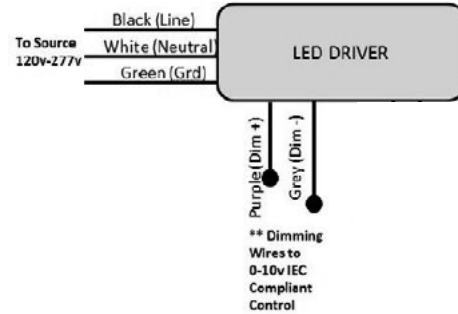 Black (Line)
To Source
120v-277v
White (Neutral)
Green (Grd)
LED DRIVER
Purple (Dim +)
Grey (Dim -)
** Dimming
Wires to
0-10v IEC
Compliant
Control